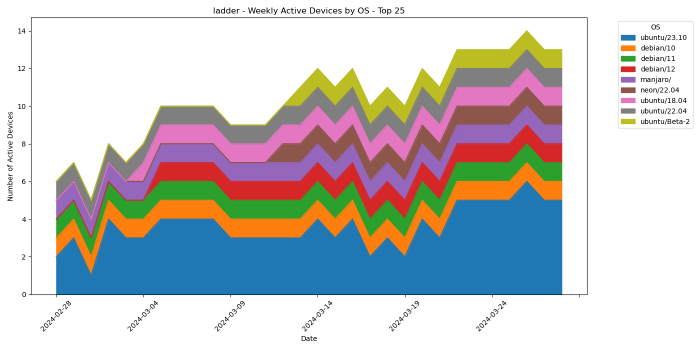 ladder - Weekly Active Devices by OS - Top 25
OS
ubuntu/23.10
debian/10
debian/11
debian/12
manjaro/
neon/22.04
ubuntu/18.04
ubuntu/22.04
ubuntu/Beta-2
Number of Active Devices
14
12
10
8
6
4
2
0
2024-02-28
2024-03-04
2024-03-09
2024-03-14
2024-03-19
2024-03-24
Date